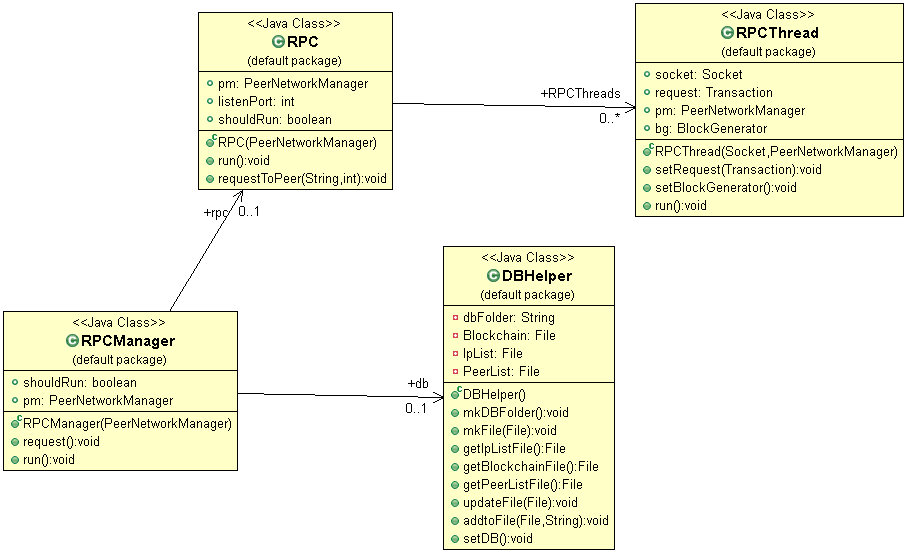 <<Java Class>>
RPC
(default package)
pm: PeerNetworkManager
listenPort: int
shouldRun: boolean
RPC(PeerNetworkManager)
run():void
requestToPeer(String,int):void
<<Java Class>>
RPCThread
(default package)
socket: Socket
request: Transaction
pm: PeerNetworkManager
bg: BlockGenerator
RPCThread(Socket,PeerNetworkManager)
setRequest(Transaction):void
setBlockGenerator():void
run():void
+RPCThreads
0..*
+rpc
0..1
<<Java Class>>
RPCManager
(default package)
shouldRun: boolean
pm: PeerNetworkManager
RPCManager(PeerNetworkManager)
request():void
run():void
+db
0..1
<<Java Class>>
DBHelper
(default package)
dbFolder: String
Blockchain: File
IpList: File
PeerList: File
DBHelper()
mkDBFolder():void
mkFile(File):void
getIpListFile():File
getBlockchainFile():File
getPeerListFile():File
updateFile(File):void
addtoFile(File,String):void
setDB():void